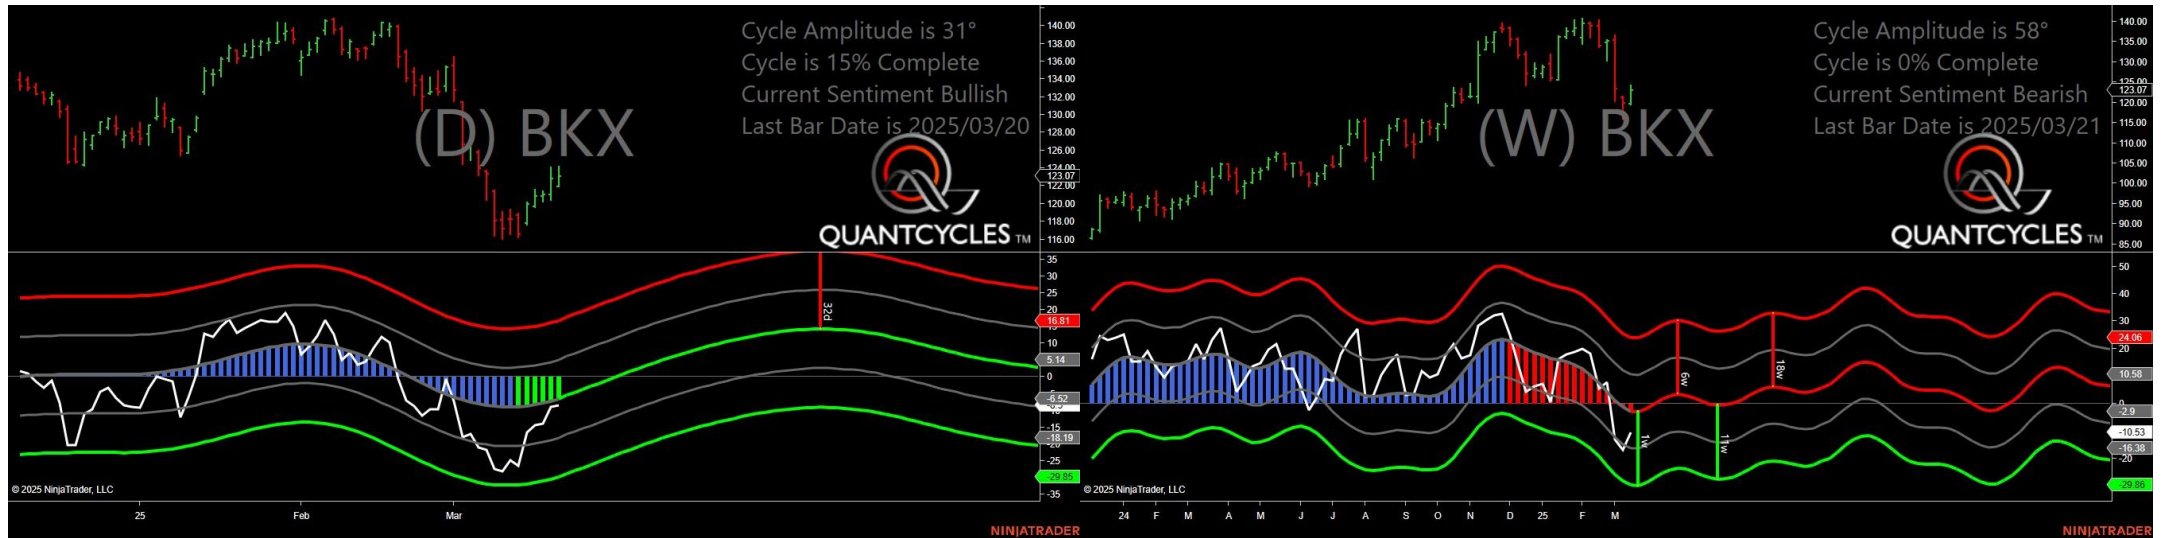 Cycle Amplitude is 31°
Cycle is 15% Complete
Current Sentiment Bullish
Last Bar Date is 2025/03/20
(D) BKX
QUANTCYCLES TM
140.00
138.00
136.00
134.00
132.00
130.00
128.00
126.00
124.00
123.07
122.00
120.00
118.00
116.00
35
30
25
20
16.81
10
5.14
0
-6.52
-15
-18.19
-25
-29.85
-35
32d
© 2025 NinjaTrader, LLC
25 Feb Mar
NINJATRADER
Cycle Amplitude is 58°
Cycle is 0% Complete
Current Sentiment Bearish
Last Bar Date is 2025/03/21
(W) BKX
QUANTCYCLES TM
140.00
135.00
130.00
125.00
123.07
120.00
115.00
110.00
105.00
100.00
95.00
90.00
85.00
50
40
30
24.06
20
10.58
0
-2.9
-10.53
-16.38
-20
-29.86
1w
6w
11w
18w
© 2025 NinjaTrader, LLC
24 F M A M J J A S O N D 25 F M
NINJATRADER